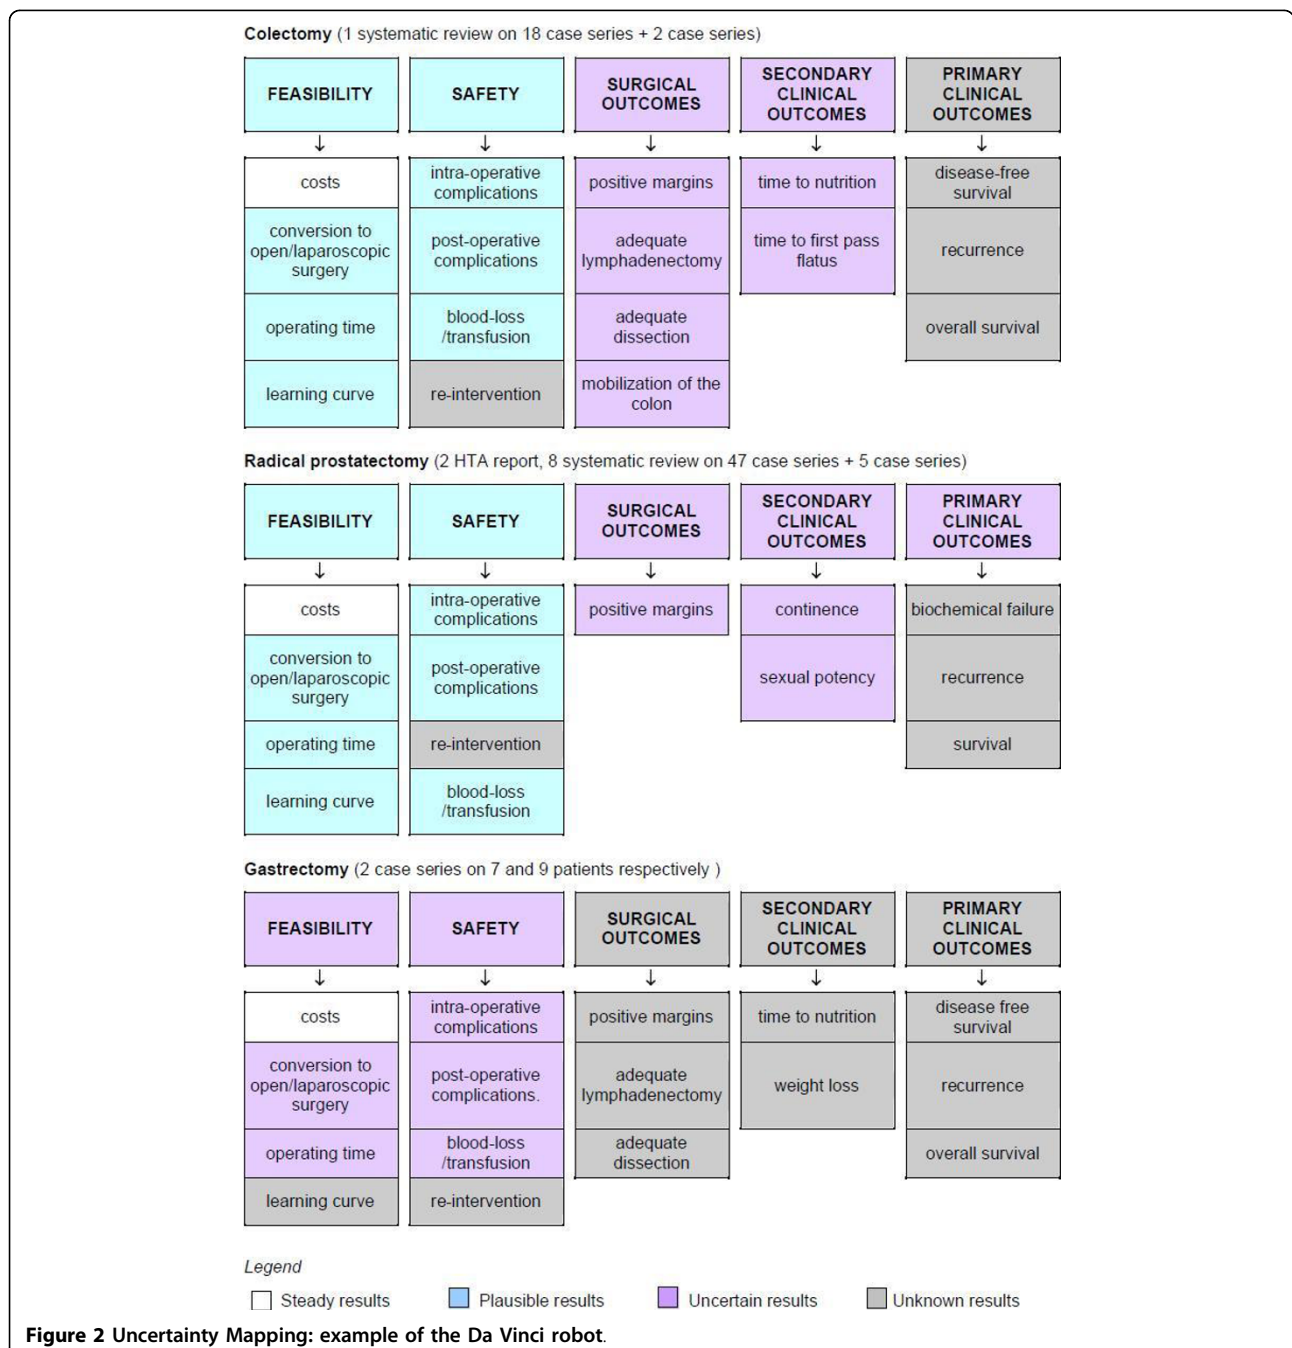 Colectomy (1 systematic review on 18 case series + 2 case series)
FEASIBILITY
SAFETY
SURGICAL
OUTCOMES
SECONDARY
CLINICAL
OUTCOMES
PRIMARY
CLINICAL
OUTCOMES
costs
intra-operative
complications
positive margins
time to nutrition
disease-free
survival
conversion to
open/laparoscopic
surgery
post-operative
complications
adequate
lymphadenectomy
time to first pass
flatus
recurrence
operating time
blood-loss
/transfusion
adequate
dissection
overall survival
learning curve
re-intervention
mobilization of the
colon
Radical prostatectomy (2 HTA report, 8 systematic review on 47 case series + 5 case series)
FEASIBILITY
SAFETY
SURGICAL
OUTCOMES
SECONDARY
CLINICAL
OUTCOMES
PRIMARY
CLINICAL
OUTCOMES
costs
intra-operative
complications
positive margins
continence
biochemical failure
conversion to
open/laparoscopic
surgery
post-operative
complications
sexual potency
recurrence
operating time
re-intervention
survival
learning curve
blood-loss
/transfusion
Gastrectomy (2 case series on 7 and 9 patients respectively )
FEASIBILITY
SAFETY
SURGICAL
OUTCOMES
SECONDARY
CLINICAL
OUTCOMES
PRIMARY
CLINICAL
OUTCOMES
costs
intra-operative
complications
positive margins
time to nutrition
disease free
survival
conversion to
open/laparoscopic
surgery
post-operative
complications.
adequate
lymphadenectomy
weight loss
recurrence
operating time
blood-loss
/transfusion
adequate
dissection
overall survival
learning curve
re-intervention
Legend
Steady results
Plausible results
Uncertain results
Unknown results
Figure 2 Uncertainty Mapping: example of the Da Vinci robot.